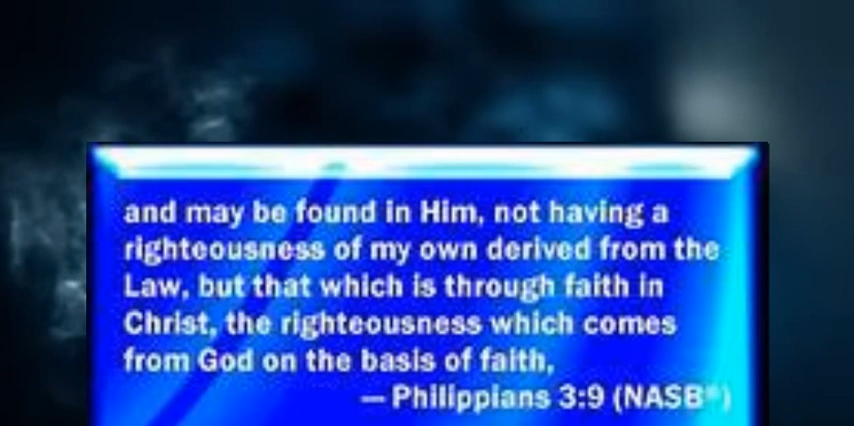 and may be found in Him, not having a
righteousness of my own derived from the
Law, but that which is through faith in
Christ, the righteousness which comes
from God on the basis of faith,
— Philippians 3:9 (NASB®)